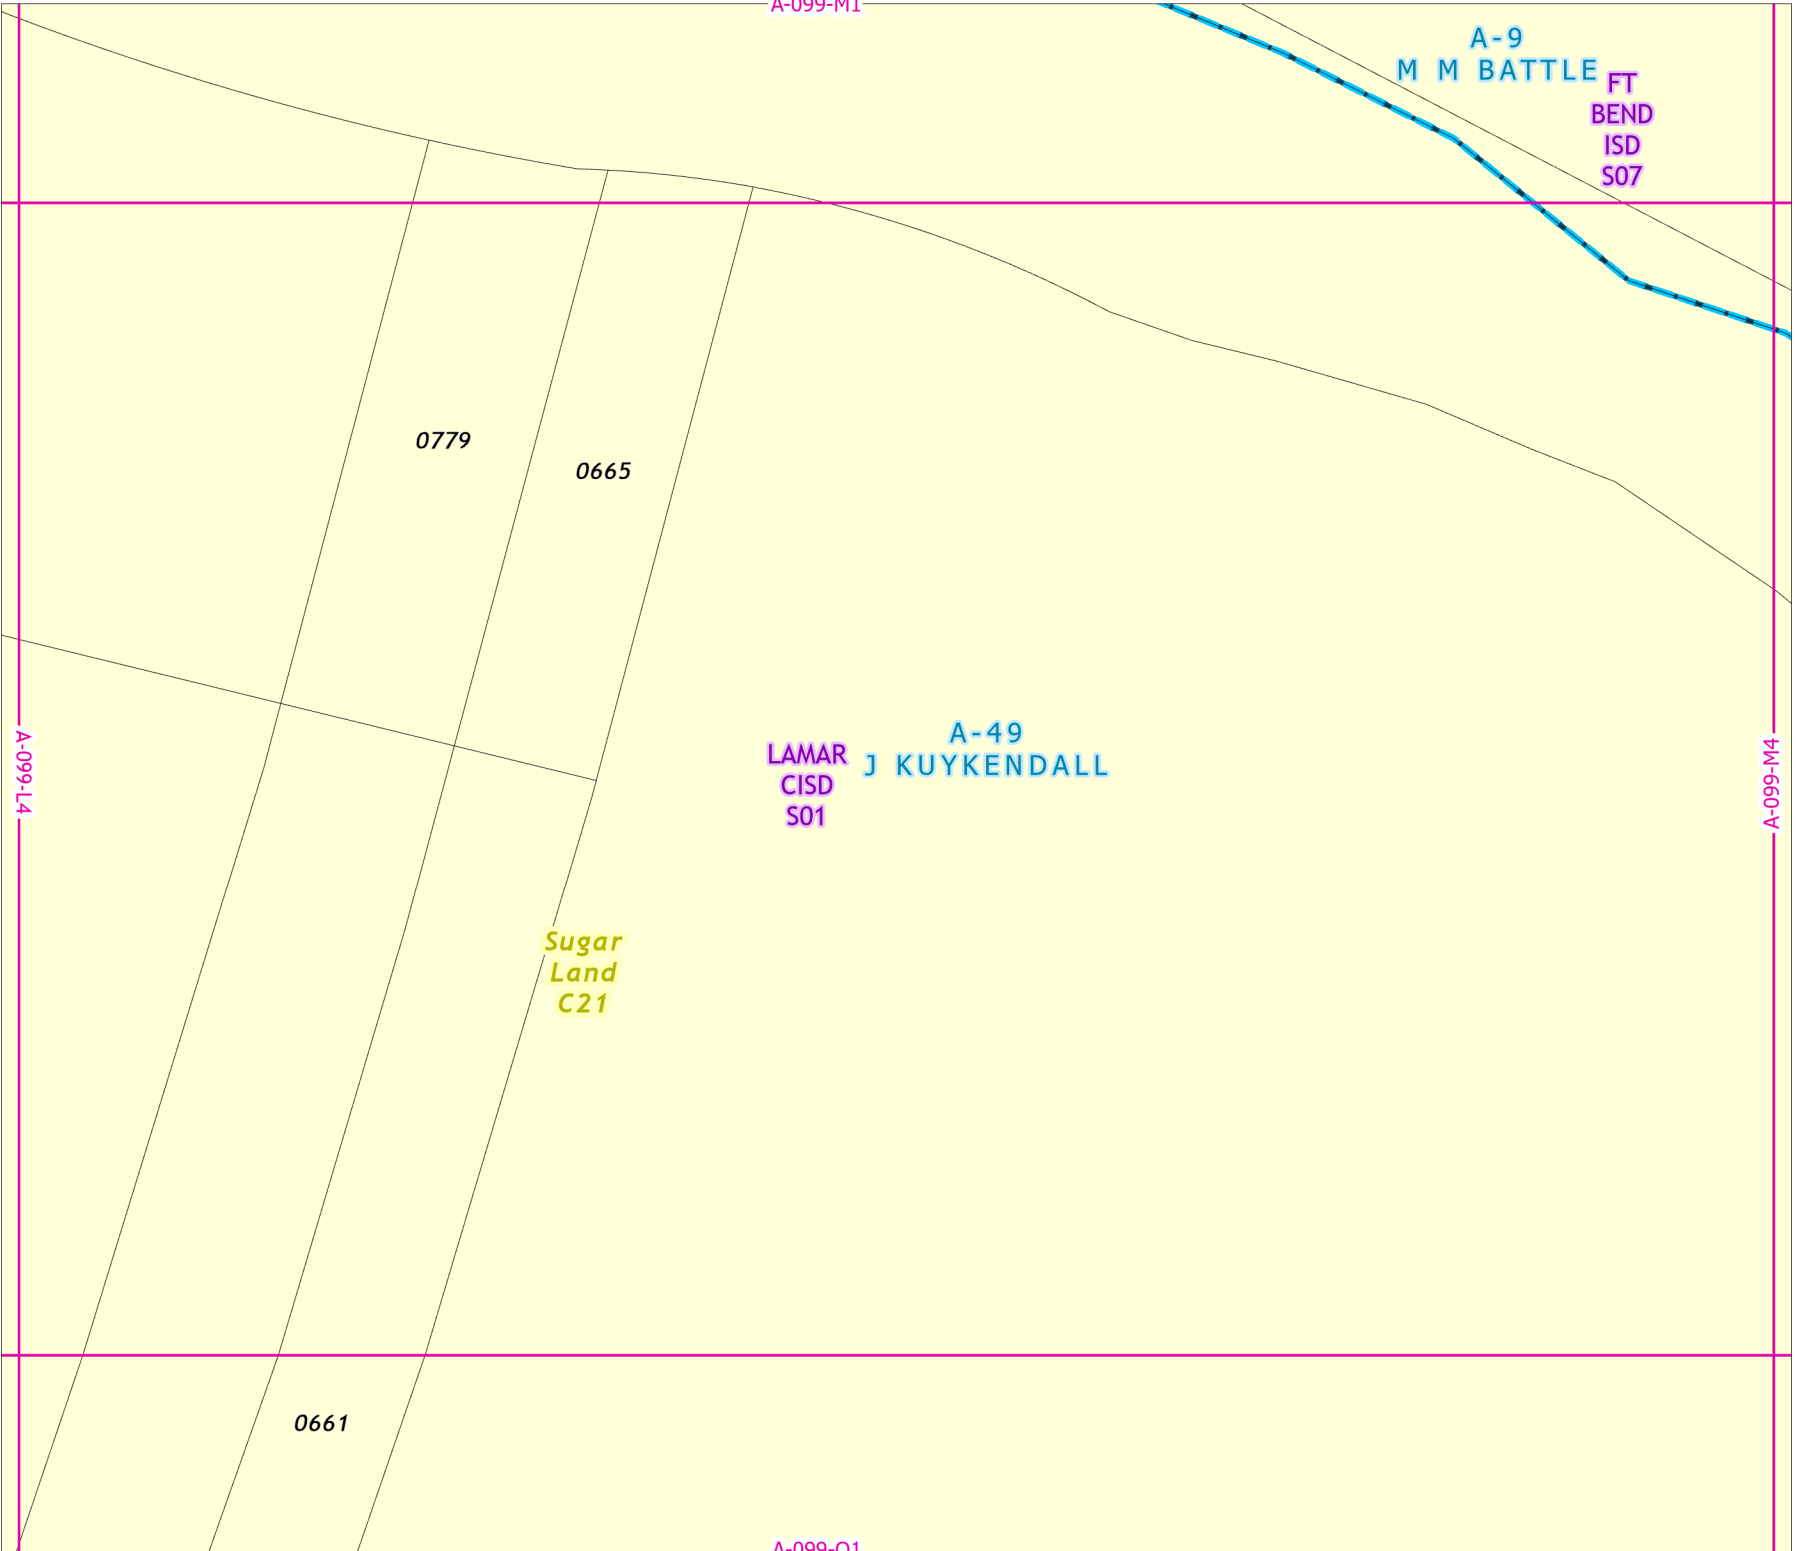 A-099-M1
A-9
M M BATTLE
FT
BEND
ISD
S07
0779
0665
A-099-L4
LAMAR
CISD
S01
A-49
J KUYKENDALL
A-099-M4
Sugar
Land
C21
0661
A-099-Q1